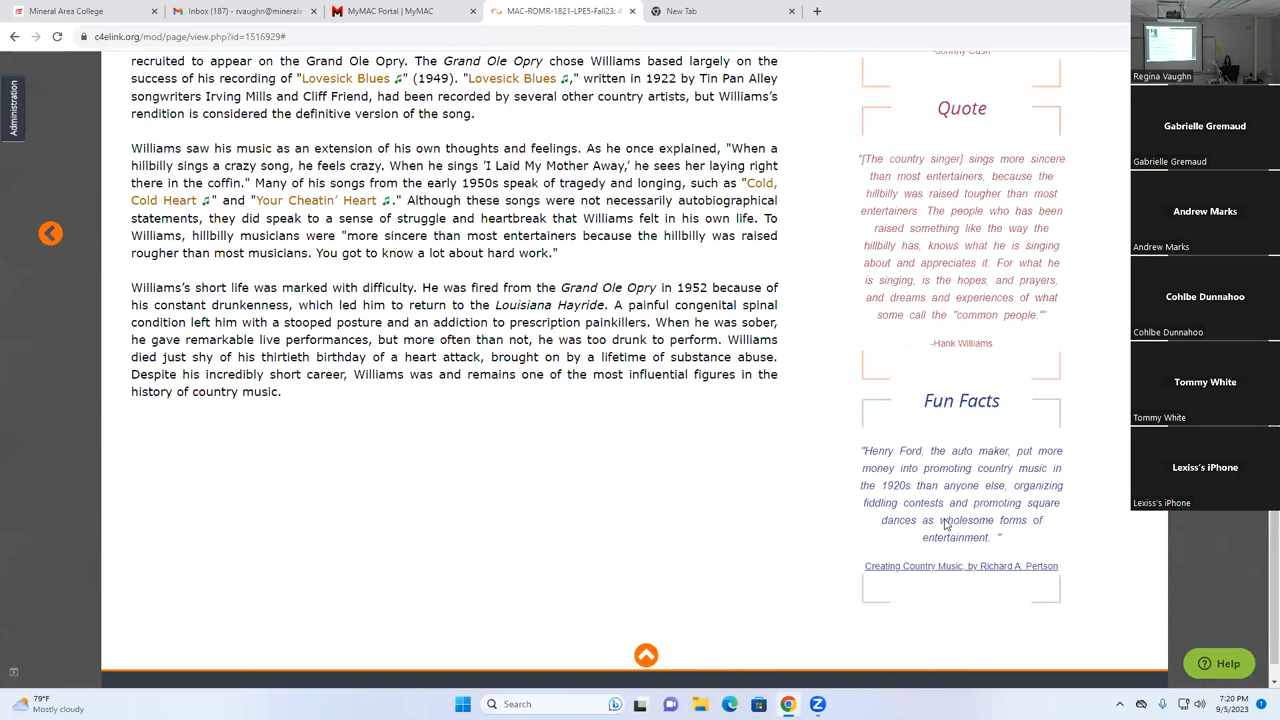 Mineral Area College
Inbox (187) - rvaughn@minerala
MyMAC Portal | MyMAC
MAC-ROMR-1821-LPE5-Fall23: 4
New Tab
c4elink.org/mod/page/view.php?id=1516929#
Administration
recruited to appear on the Grand Ole Opry. The Grand Ole Opry chose Williams based largely on the
success of his recording of "Lovesick Blues ♫" (1949). "Lovesick Blues ♫," written in 1922 by Tin Pan Alley
songwriters Irving Mills and Cliff Friend, had been recorded by several other country artists, but Williams's
rendition is considered the definitive version of the song.
Williams saw his music as an extension of his own thoughts and feelings. As he once explained, "When a
hillbilly sings a crazy song, he feels crazy. When he sings 'I Laid My Mother Away,' he sees her laying right
there in the coffin." Many of his songs from the early 1950s speak of tragedy and longing, such as "Cold,
Cold Heart ♫" and "Your Cheatin' Heart ♫." Although these songs were not necessarily autobiographical
statements, they did speak to a sense of struggle and heartbreak that Williams felt in his own life. To
Williams, hillbilly musicians were "more sincere than most entertainers because the hillbilly was raised
rougher than most musicians. You got to know a lot about hard work."
Williams's short life was marked with difficulty. He was fired from the Grand Ole Opry in 1952 because of
his constant drunkenness, which led him to return to the Louisiana Hayride. A painful congenital spinal
condition left him with a stooped posture and an addiction to prescription painkillers. When he was sober,
he gave remarkable live performances, but more often than not, he was too drunk to perform. Williams
died just shy of his thirtieth birthday of a heart attack, brought on by a lifetime of substance abuse.
Despite his incredibly short career, Williams was and remains one of the most influential figures in the
history of country music.
-Johnny Cash
Quote
"[The country singer] sings more sincere
than most entertainers, because the
hillbilly was raised tougher than most
entertainers. The people who has been
raised something like the way the
hillbilly has, knows what he is singing
about and appreciates it. For what he
is singing, is the hopes, and prayers,
and dreams and experiences of what
some call the "common people.""
-Hank Williams
Fun Facts
"Henry Ford, the auto maker, put more
money into promoting country music in
the 1920s than anyone else, organizing
fiddling contests and promoting square
dances as wholesome forms of
entertainment. "
Creating Country Music, by Richard A. Pertson
Regina Vaughn
Gabrielle Gremaud
Gabrielle Gremaud
Andrew Marks
Andrew Marks
Cohlbe Dunnahoo
Cohlbe Dunnahoo
Tommy White
Tommy White
Lexiss's iPhone
Lexiss's iPhone
Help
79°F
Mostly cloudy
Search
7:20 PM
9/5/2023